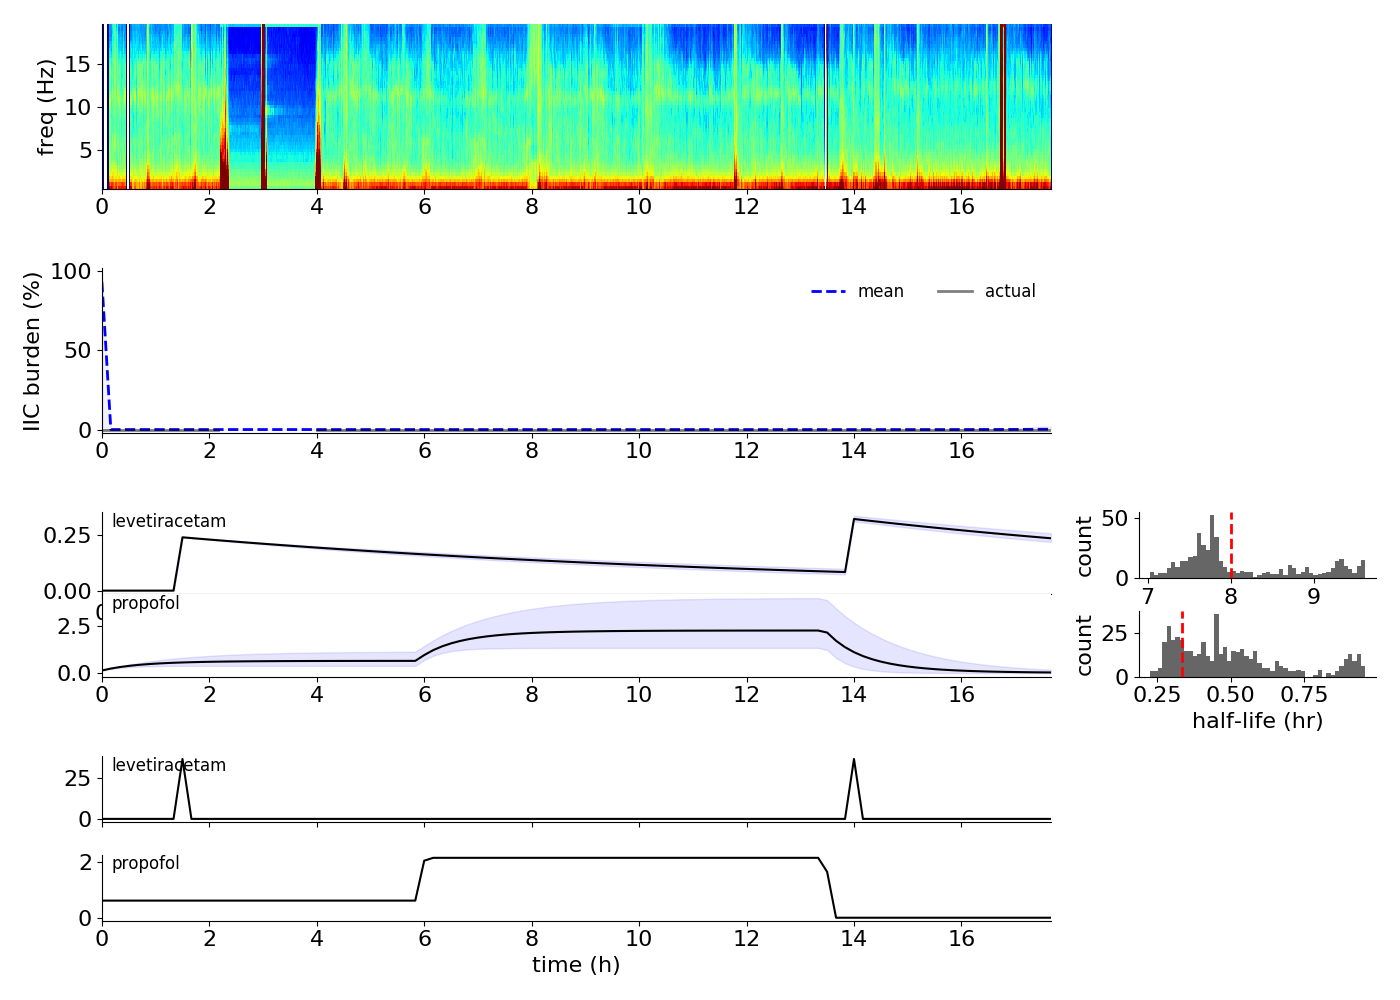 freq (Hz)
15
10
5
0 2 4 6 8 10 12 14 16
IIC burden (%)
100
50
0
mean
actual
0 2 4 6 8 10 12 14 16
levetiracetam
0.25
0.00
0
propofol
2.5
0.0
0 2 4 6 8 10 12 14 16
count
50
0
7 8 9
count
25
0
0.25 0.50 0.75
half-life (hr)
levetiracetam
25
0
propofol
2
0
0 2 4 6 8 10 12 14 16
time (h)